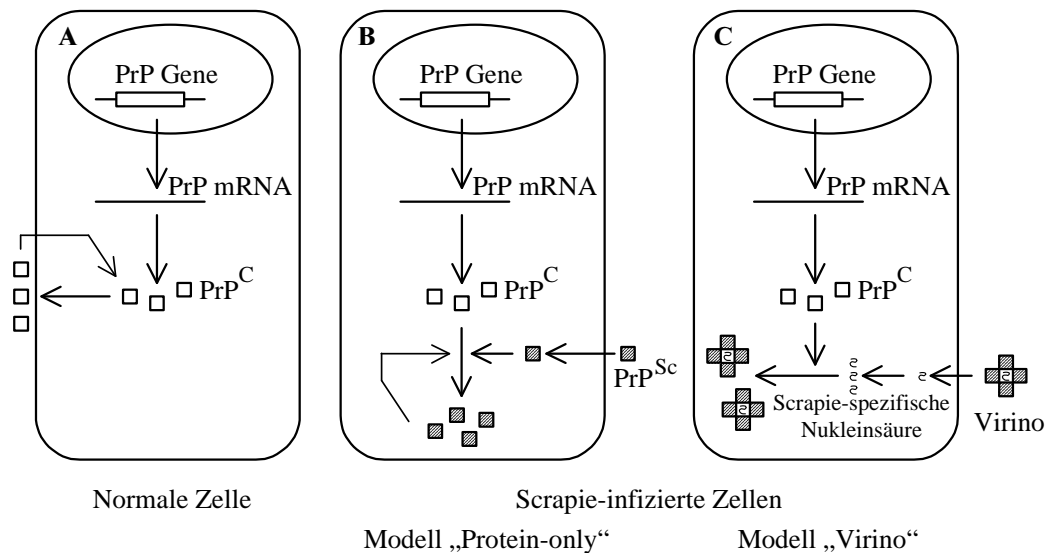 A
PrP Gene
PrP mRNA
PrP^C
Normale Zelle
B
PrP Gene
PrP mRNA
PrP^C
PrP^Sc
C
PrP Gene
PrP mRNA
PrP^C
Scrapie-spezifische
Nukleinsäure
Virino
Scrapie-infizierte Zellen
Modell „Protein-only“
Modell „Virino“